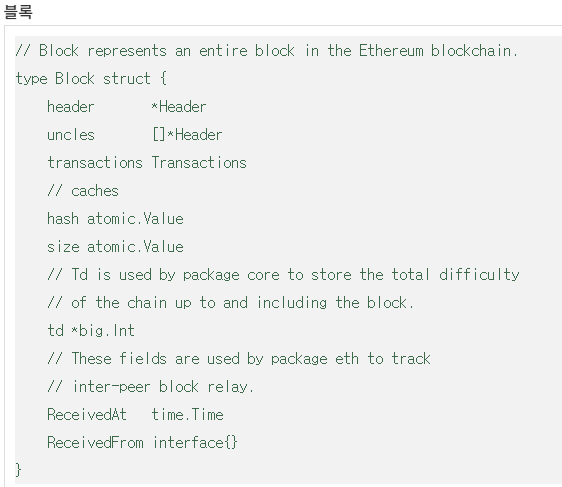 블록
// Block represents an entire block in the Ethereum blockchain.
type Block struct {
    header       *Header
    uncles       []*Header
    transactions Transactions
    // caches
    hash atomic.Value
    size atomic.Value
    // Td is used by package core to store the total difficulty
    // of the chain up to and including the block.
    td *big.Int
    // These fields are used by package eth to track
    // inter-peer block relay.
    ReceivedAt   time.Time
    ReceivedFrom interface{}
}